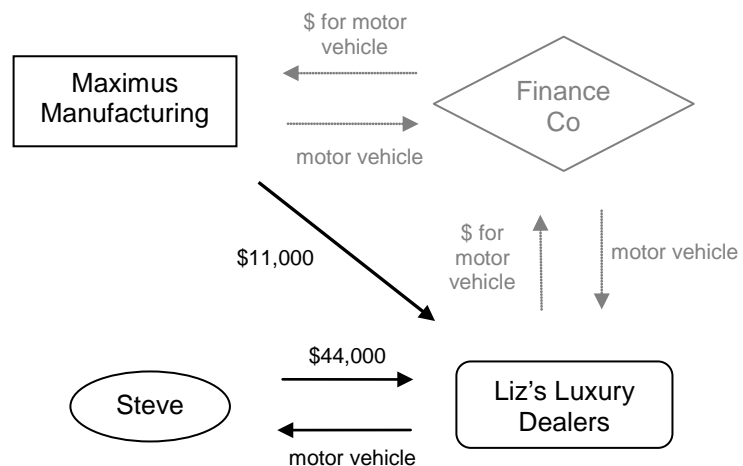 $ for motor
vehicle
Maximus
Manufacturing
Finance
Co
motor vehicle
$11,000
$ for
motor
vehicle
motor vehicle
$44,000
Steve
Liz's Luxury
Dealers
motor vehicle